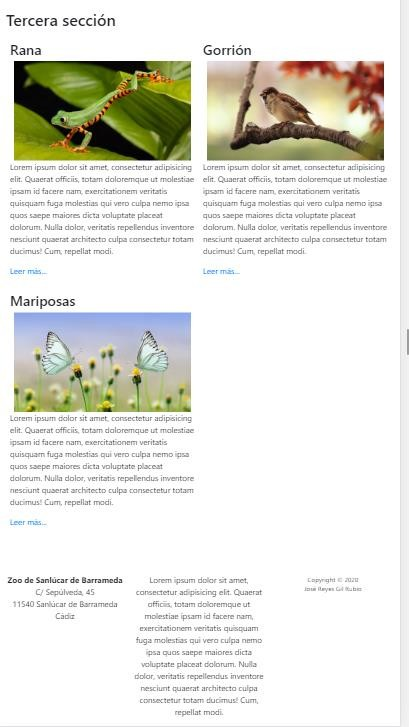 Tercera sección
Rana
Lorem ipsum dolor sit amet, consectetur adipisicing
elit. Quaerat officiis, totam doloremque ut molestiae
ipsam id facere nam, exercitationem veritatis
quisquam fuga molestias qui vero culpa nemo ipsa
quos saepe maiores dicta voluptate placeat
dolorum. Nulla dolor, veritatis repellendus inventore
nesciunt quaerat architecto culpa consectetur totam
ducimus! Cum, repellat modi.
Leer más...
Gorrión
Lorem ipsum dolor sit amet, consectetur adipisicing
elit. Quaerat officiis, totam doloremque ut molestiae
ipsam id facere nam, exercitationem veritatis
quisquam fuga molestias qui vero culpa nemo ipsa
quos saepe maiores dicta voluptate placeat
dolorum. Nulla dolor, veritatis repellendus inventore
nesciunt quaerat architecto culpa consectetur totam
ducimus! Cum, repellat modi.
Leer más...
Mariposas
Lorem ipsum dolor sit amet, consectetur adipisicing
elit. Quaerat officiis, totam doloremque ut molestiae
ipsam id facere nam, exercitationem veritatis
quisquam fuga molestias qui vero culpa nemo ipsa
quos saepe maiores dicta voluptate placeat
dolorum. Nulla dolor, veritatis repellendus inventore
nesciunt quaerat architecto culpa consectetur totam
ducimus! Cum, repellat modi.
Leer más...
Zoo de Sanlúcar de Barrameda
C/ Sepúlveda, 45
11540 Sanlúcar de Barrameda
Cádiz
Lorem ipsum dolor sit amet,
consectetur adipisicing elit. Quaerat
officiis, totam doloremque ut
molestiae ipsam id facere nam,
exercitationem veritatis quisquam
fuga molestias qui vero culpa nemo
ipsa quos saepe maiores dicta
voluptate placeat dolorum. Nulla
dolor, veritatis repellendus inventore
nesciunt quaerat architecto culpa
consectetur totam ducimus! Cum,
repellat modi.
Copyright © 2020
José Reyes Gil Rubio